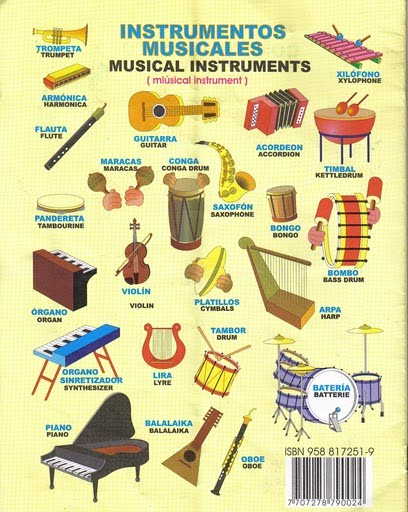 INSTRUMENTOS
MUSICALES
MUSICAL INSTRUMENTS
( miúsical instrument )
TROMPETA
TRUMPET
XILÓFONO
XYLOPHONE
ARMÓNICA
HARMONICA
GUITARRA
GUITAR
ACORDEON
ACCORDION
FLAUTA
FLUTE
TIMBAL
KETTLEDRUM
MARACAS
MARACAS
CONGA
CONGA DRUM
SAXOFÓN
SAXOPHONE
BONGO
BONGO
PANDERETA
TAMBOURINE
BOMBO
BASS DRUM
ÓRGANO
ORGAN
VIOLÍN
VIOLIN
PLATILLOS
CYMBALS
ARPA
HARP
ORGANO
SINRETIZADOR
SYNTHESIZER
LIRA
LYRE
TAMBOR
DRUM
BATERÍA
BATTERIE
PIANO
PIANO
BALALAIKA
BALALAIKA
OBOE
OBOE
ISBN 958 817251-9
7 707278 790024